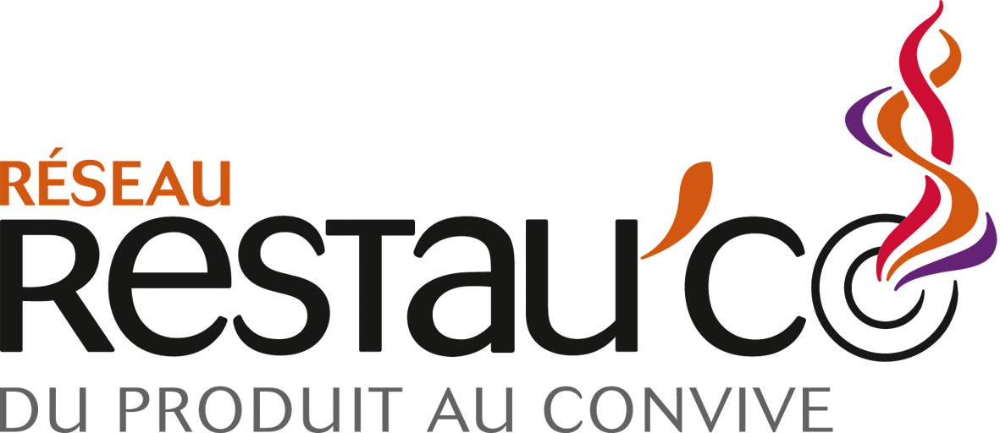 RÉSEAU
RESTAU'CO
DU PRODUIT AU CONVIVE